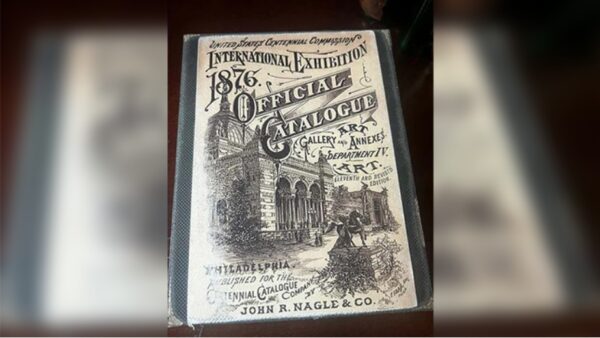 UNITED STATES CENTENNIAL COMMISSION
INTERNATIONAL EXHIBITION
1876.
OFFICIAL
CATALOGUE
ART
GALLERY AND ANNEXES
DEPARTMENT IV.
ART.
ELEVENTH AND REVISED
EDITION.
PHILADELPHIA
PUBLISHED FOR THE
CENTENNIAL CATALOGUE
COMPANY BY
JOHN R. NAGLE & CO.